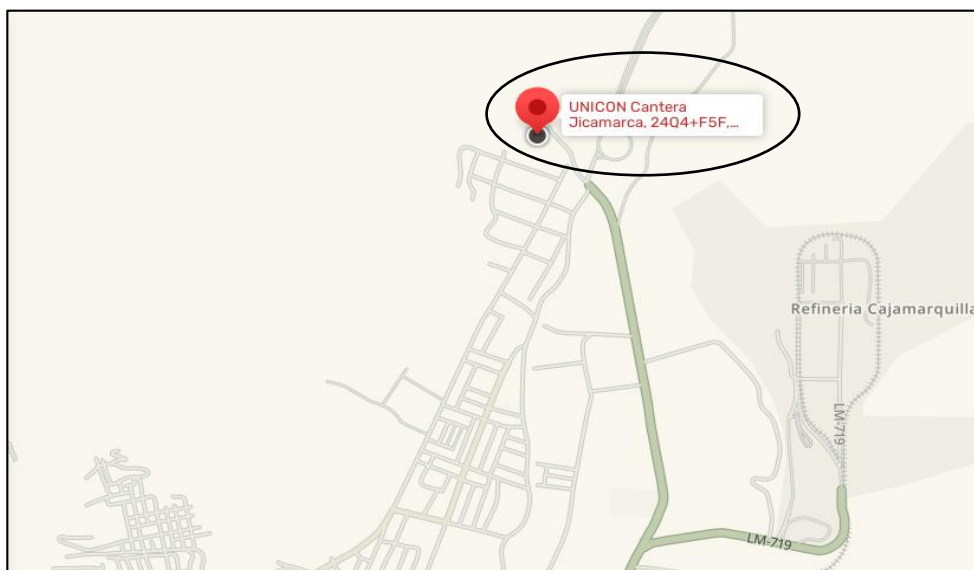 UNICON Cantera
Jicamarca, 24Q4+F5F,...
Refineria Cajamarquilla
LM-719
LM-719